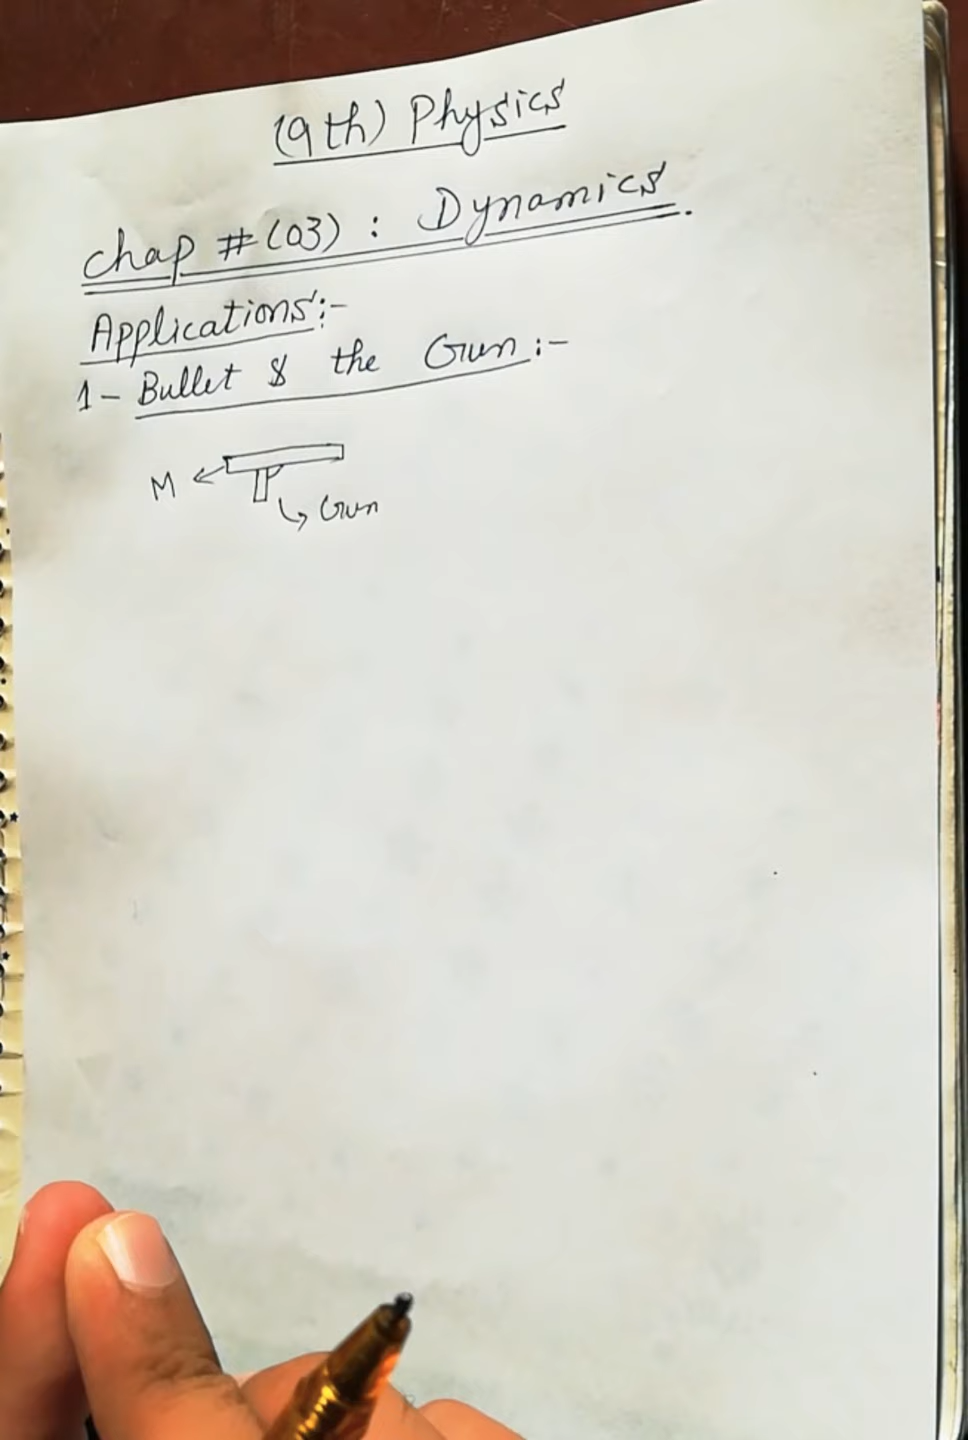 (9th) Physics
chap # (03) : Dynamics.
Applications:-
1- Bullet & the Gun:-
M
Gun